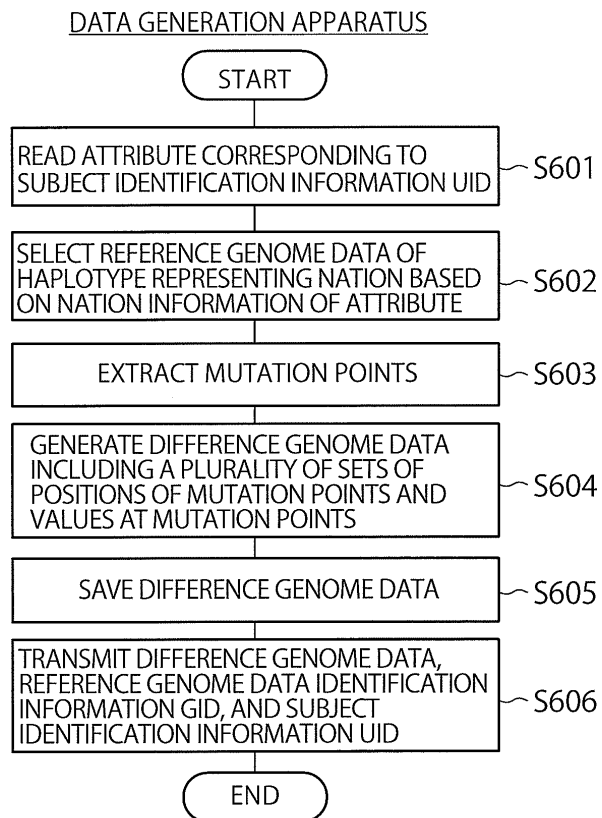 DATA GENERATION APPARATUS
START
READ ATTRIBUTE CORRESPONDING TO
SUBJECT IDENTIFICATION INFORMATION UID
S601
SELECT REFERENCE GENOME DATA OF
HAPLOTYPE REPRESENTING NATION BASED
ON NATION INFORMATION OF ATTRIBUTE
S602
EXTRACT MUTATION POINTS
S603
GENERATE DIFFERENCE GENOME DATA
INCLUDING A PLURALITY OF SETS OF
POSITIONS OF MUTATION POINTS AND
VALUES AT MUTATION POINTS
S604
SAVE DIFFERENCE GENOME DATA
S605
TRANSMIT DIFFERENCE GENOME DATA,
REFERENCE GENOME DATA IDENTIFICATION
INFORMATION GID, AND SUBJECT
IDENTIFICATION INFORMATION UID
S606
END